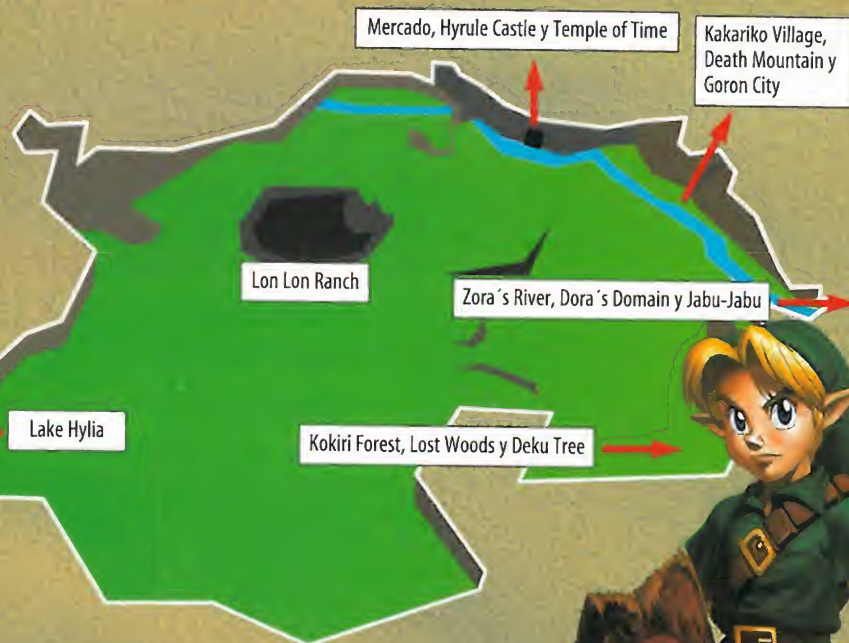 Mercado, Hyrule Castle y Temple of Time
Kakariko Village,
Death Mountain y
Goron City
Lon Lon Ranch
Zora´s River, Dora´s Domain y Jabu-Jabu
Lake Hylia
Kokiri Forest, Lost Woods y Deku Tree